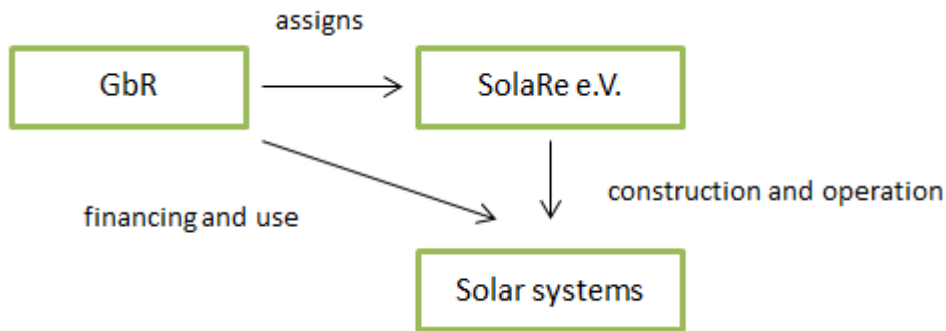 assigns
GbR
SolaRe e.V.
construction and operation
financing and use
Solar systems